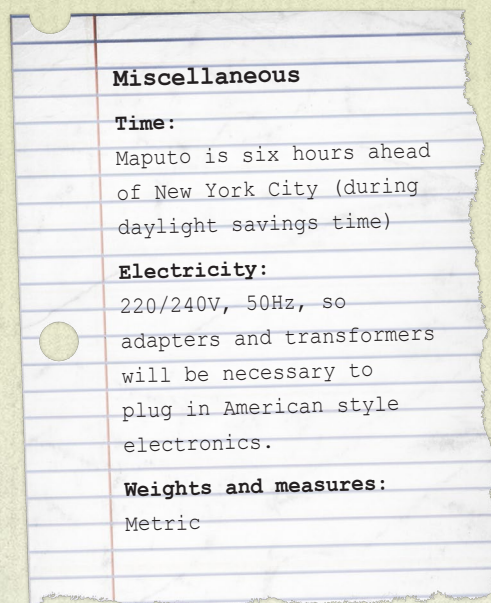 Miscellaneous
Time:
Maputo is six hours ahead
of New York City (during
daylight savings time)
Electricity:
220/240V, 50Hz, so
adapters and transformers
will be necessary to
plug in American style
electronics.
Weights and measures:
Metric